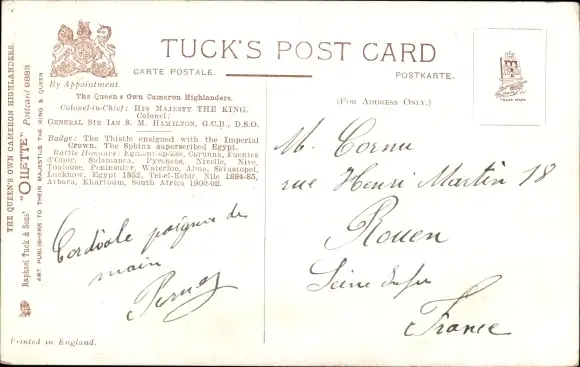 TUCK'S POST CARD
CARTE POSTALE.
POSTKARTE.
(FOR ADDRESS ONLY.)
By Appointment.
The Queen's Own Cameron Highlanders.
Colonel-in-Chief: HIS MAJESTY THE KING.
Colonel:
GENERAL SIR IAN S. M. HAMILTON, G.C.B., D.S.O.
Badge: The Thistle ensigned with the Imperial
Crown. The Sphinx superscribed Egypt.
Battle Honours: Egmont-op-Zee, Corunna, Fuentes
d'Onor, Salamanca, Pyrenees, Nivelle, Nive,
Toulouse, Peninsular, Waterloo, Alma, Sevastopol,
Lucknow, Egypt 1882, Tel-el-Kebir, Nile 1884-85,
Atbara, Khartoum, South Africa 1900-02.
THE QUEEN'S OWN CAMERON HIGHLANDERS.
Raphael Tuck & Sons' "OILETTE" Postcard 9883
ART PUBLISHERS TO THEIR MAJESTIES THE KING & QUEEN
Cordiale poignée de
main
M. Cornu
rue Henri Martin 18
Rouen
Seine Infre
France
TRADE MARK
Printed in England.